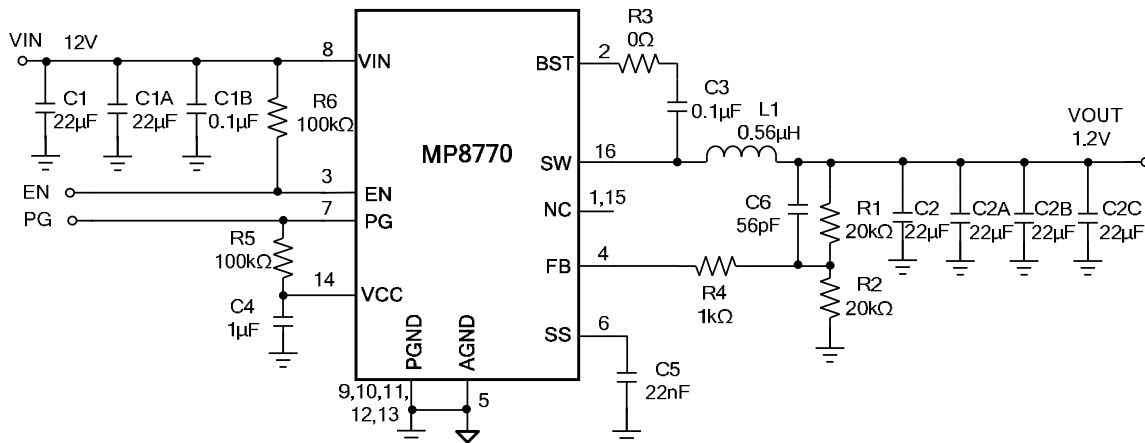 VIN 12V
8
VIN
C1
22µF
C1A
22µF
C1B
0.1µF
R6
100kΩ
EN
3
EN
PG
7
PG
R5
100kΩ
14
VCC
C4
1µF
MP8770
PGND
AGND
9,10,11,
12,13
5
BST
2
R3
0Ω
C3
0.1µF
L1
0.56µH
SW
16
NC
1,15
FB
4
R4
1kΩ
SS
6
C5
22nF
C6
56pF
R1
20kΩ
R2
20kΩ
C2
22µF
C2A
22µF
C2B
22µF
C2C
22µF
VOUT
1.2V